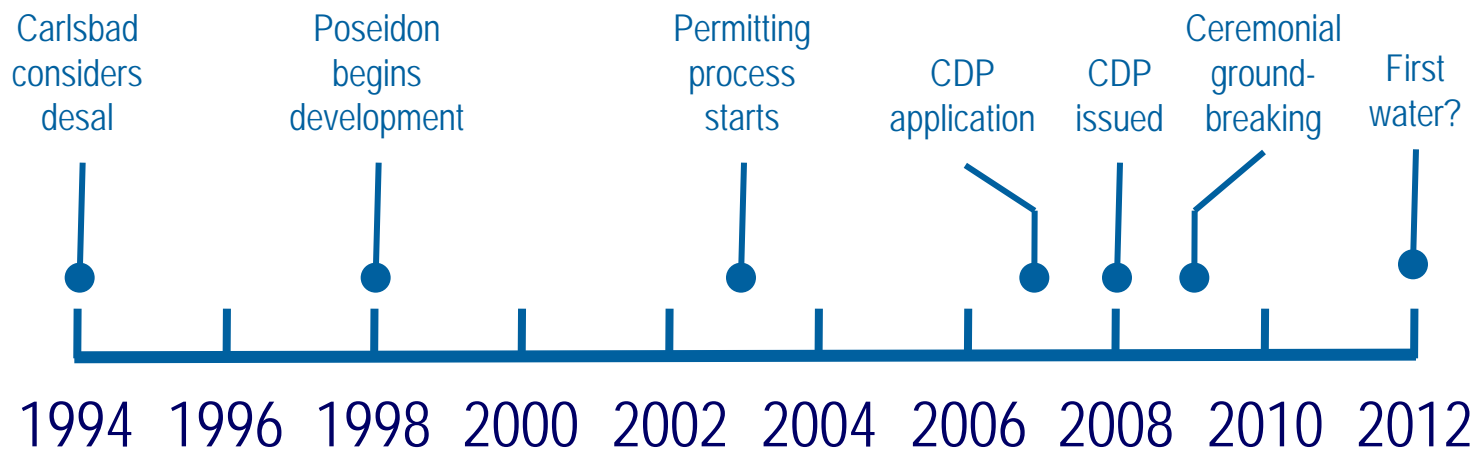 Carlsbad
considers
desal
Poseidon
begins
development
Permitting
process
starts
CDP
application
CDP
issued
Ceremonial
ground-
breaking
First
water?
1994 1996 1998 2000 2002 2004 2006 2008 2010 2012